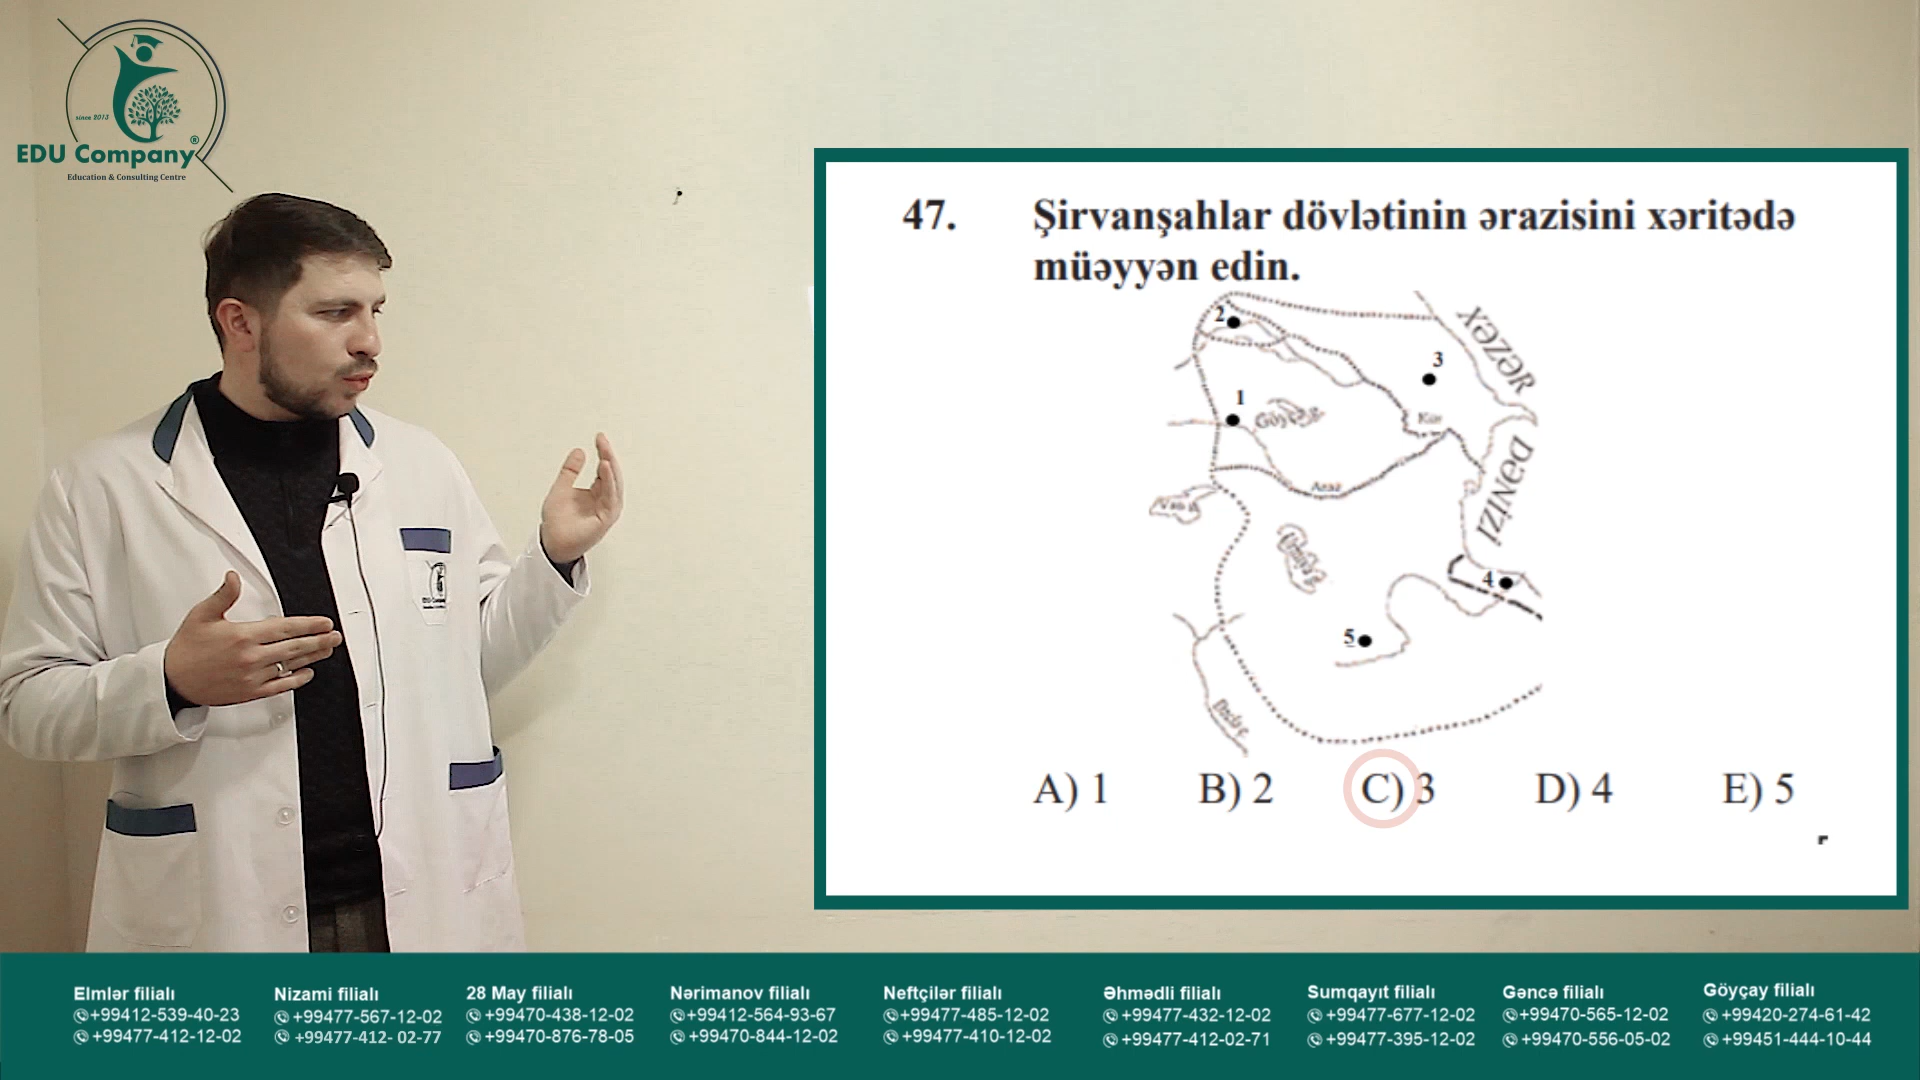 since 2013
EDU Company®
Education & Consulting Centre
47. Şirvanşahlar dövlətinin ərazisini xəritədə
müəyyən edin.
2
XƏZƏR
3
1
Göyçə
Kür
Araz
DƏNİZİ
Van
Urmiya
4
5
A) 1 B) 2 C) 3 D) 4 E) 5
Elmlər filialı
+99412-539-40-23
+99477-412-12-02
Nizami filialı
+99477-567-12-02
+99477-412- 02-77
28 May filialı
+99470-438-12-02
+99470-876-78-05
Nərimanov filialı
+99412-564-93-67
+99470-844-12-02
Neftçilər filialı
+99477-485-12-02
+99477-410-12-02
Əhmədli filialı
+99477-432-12-02
+99477-412-02-71
Sumqayıt filialı
+99477-677-12-02
+99477-395-12-02
Gəncə filialı
+99470-565-12-02
+99470-556-05-02
Göyçay filialı
+99420-274-61-42
+99451-444-10-44